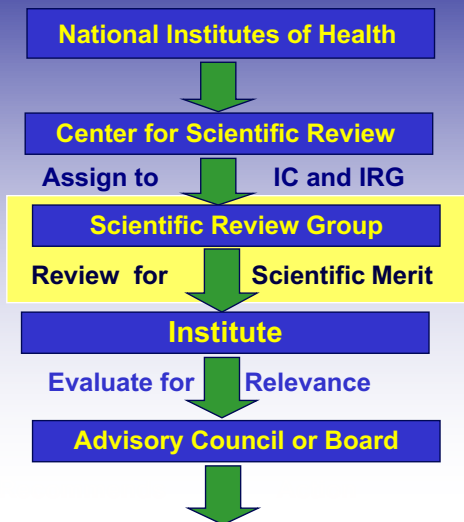 National Institutes of Health
Center for Scientific Review
Assign to IC and IRG
Scientific Review Group
Review for Scientific Merit
Institute
Evaluate for Relevance
Advisory Council or Board